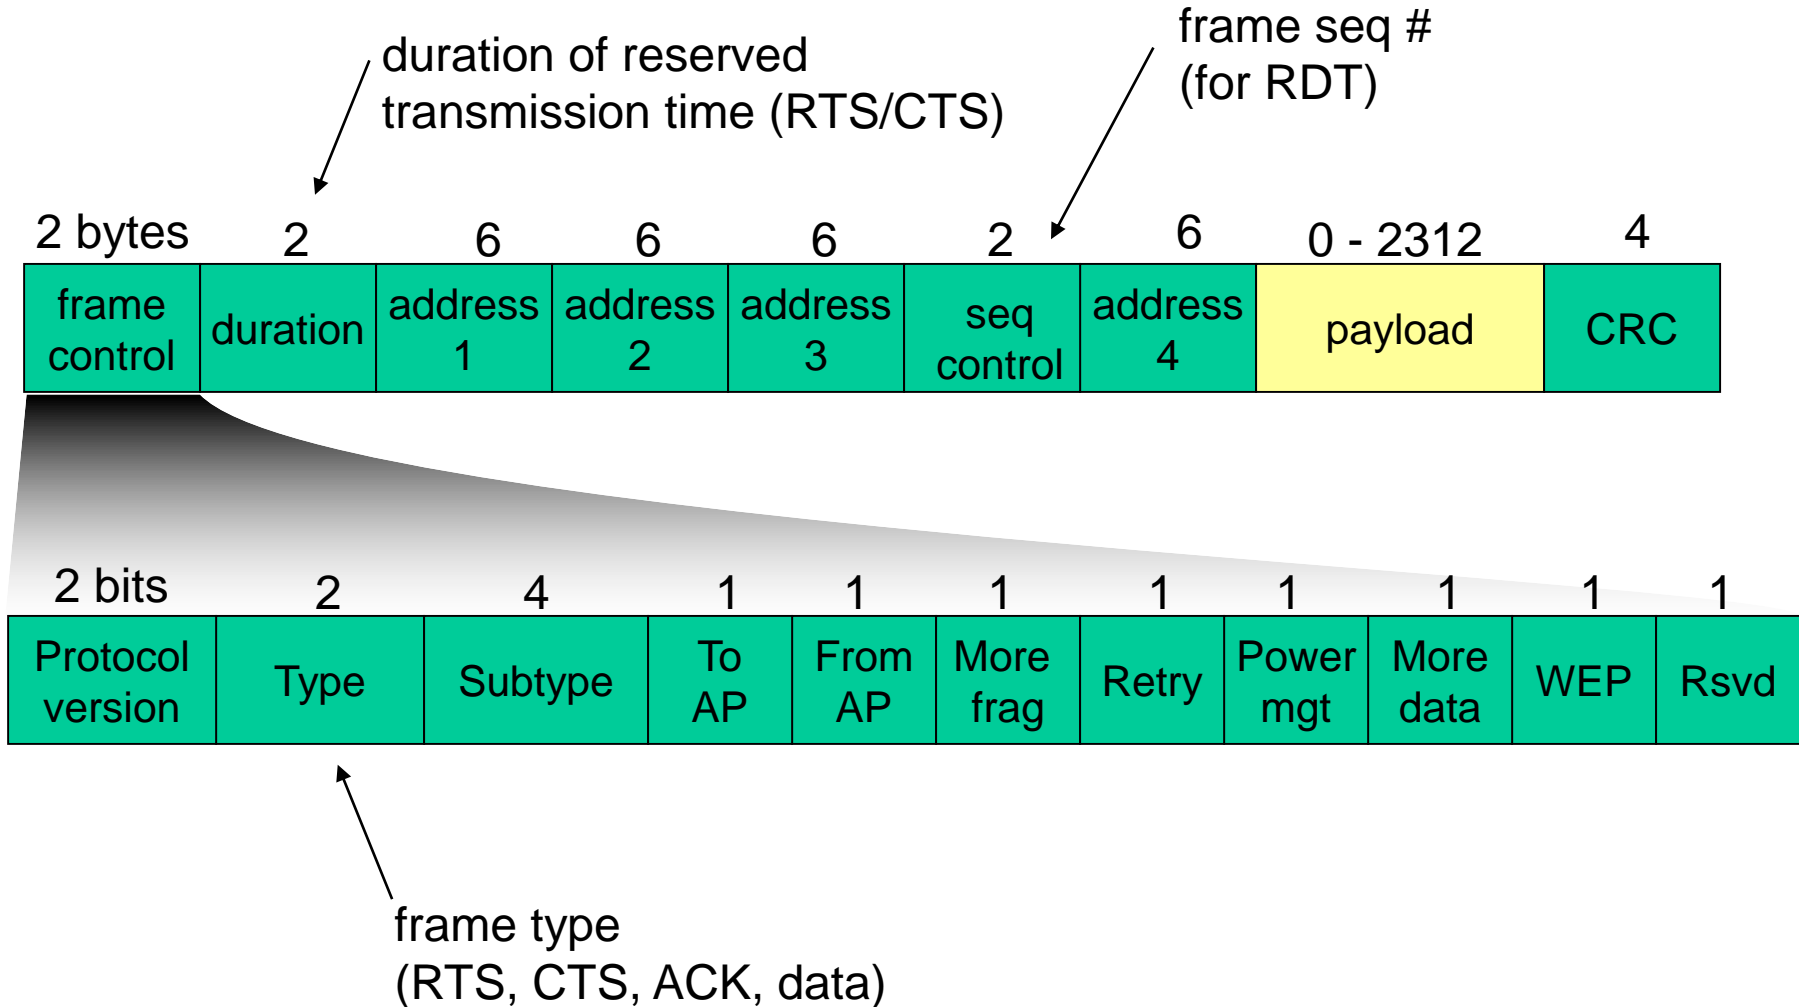 duration of reserved
transmission time (RTS/CTS)
frame seq #
(for RDT)
2 bytes 2 6 6 6 2 6 0 - 2312 4
frame control
duration
address 1
address 2
address 3
seq control
address 4
payload
CRC
2 bits 2 4 1 1 1 1 1 1 1 1
Protocol version
Type
Subtype
To AP
From AP
More frag
Retry
Power mgt
More data
WEP
Rsvd
frame type
(RTS, CTS, ACK, data)